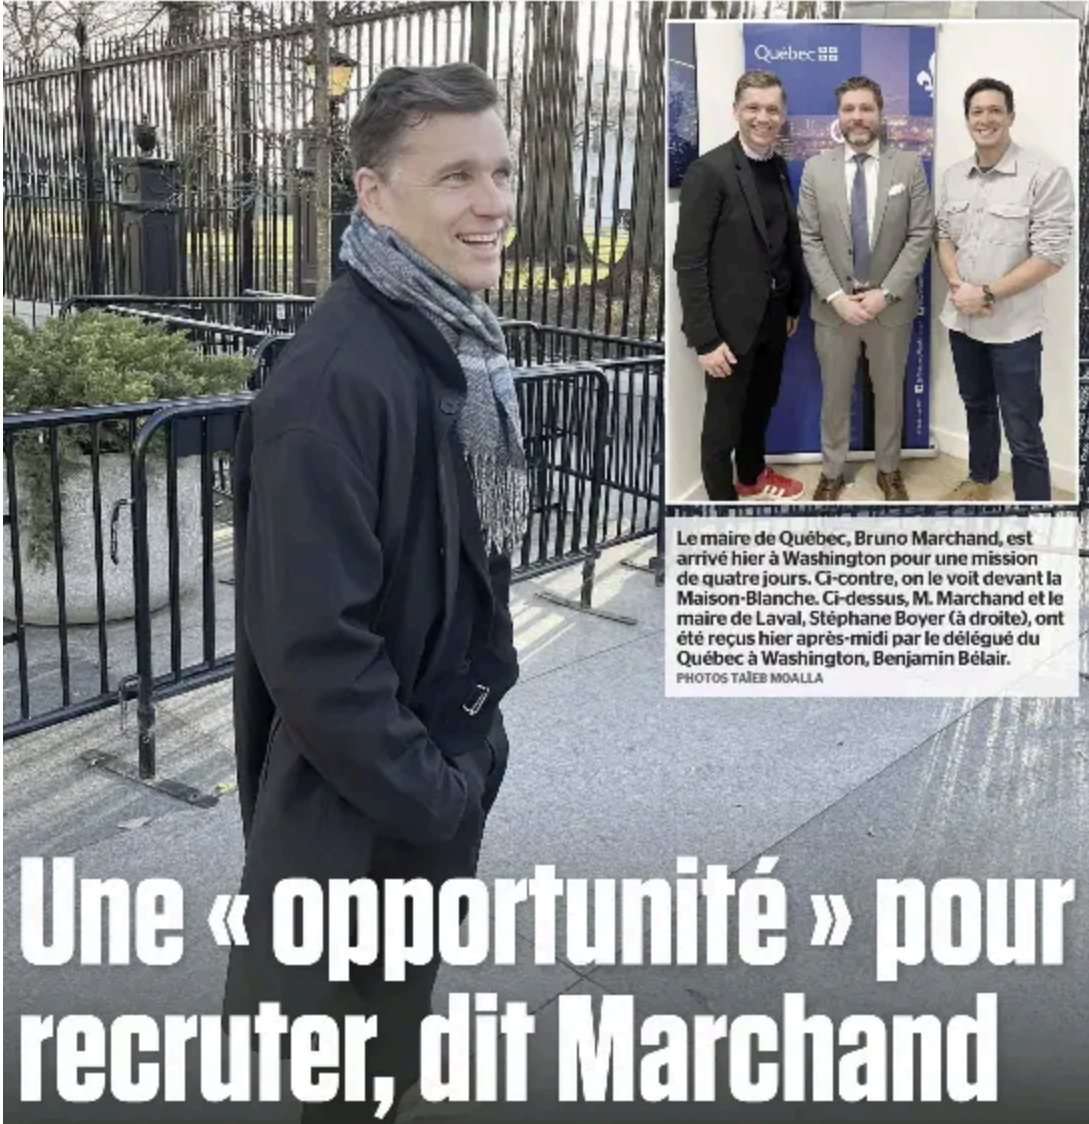 Québec
Le maire de Québec, Bruno Marchand, est
arrivé hier à Washington pour une mission
de quatre jours. Ci-contre, on le voit devant la
Maison-Blanche. Ci-dessus, M. Marchand et le
maire de Laval, Stéphane Boyer (à droite), ont
été reçus hier après-midi par le délégué du
Québec à Washington, Benjamin Bélair.
PHOTOS TAÏEB MOALLA
Une « opportunité » pour
recruter, dit Marchand